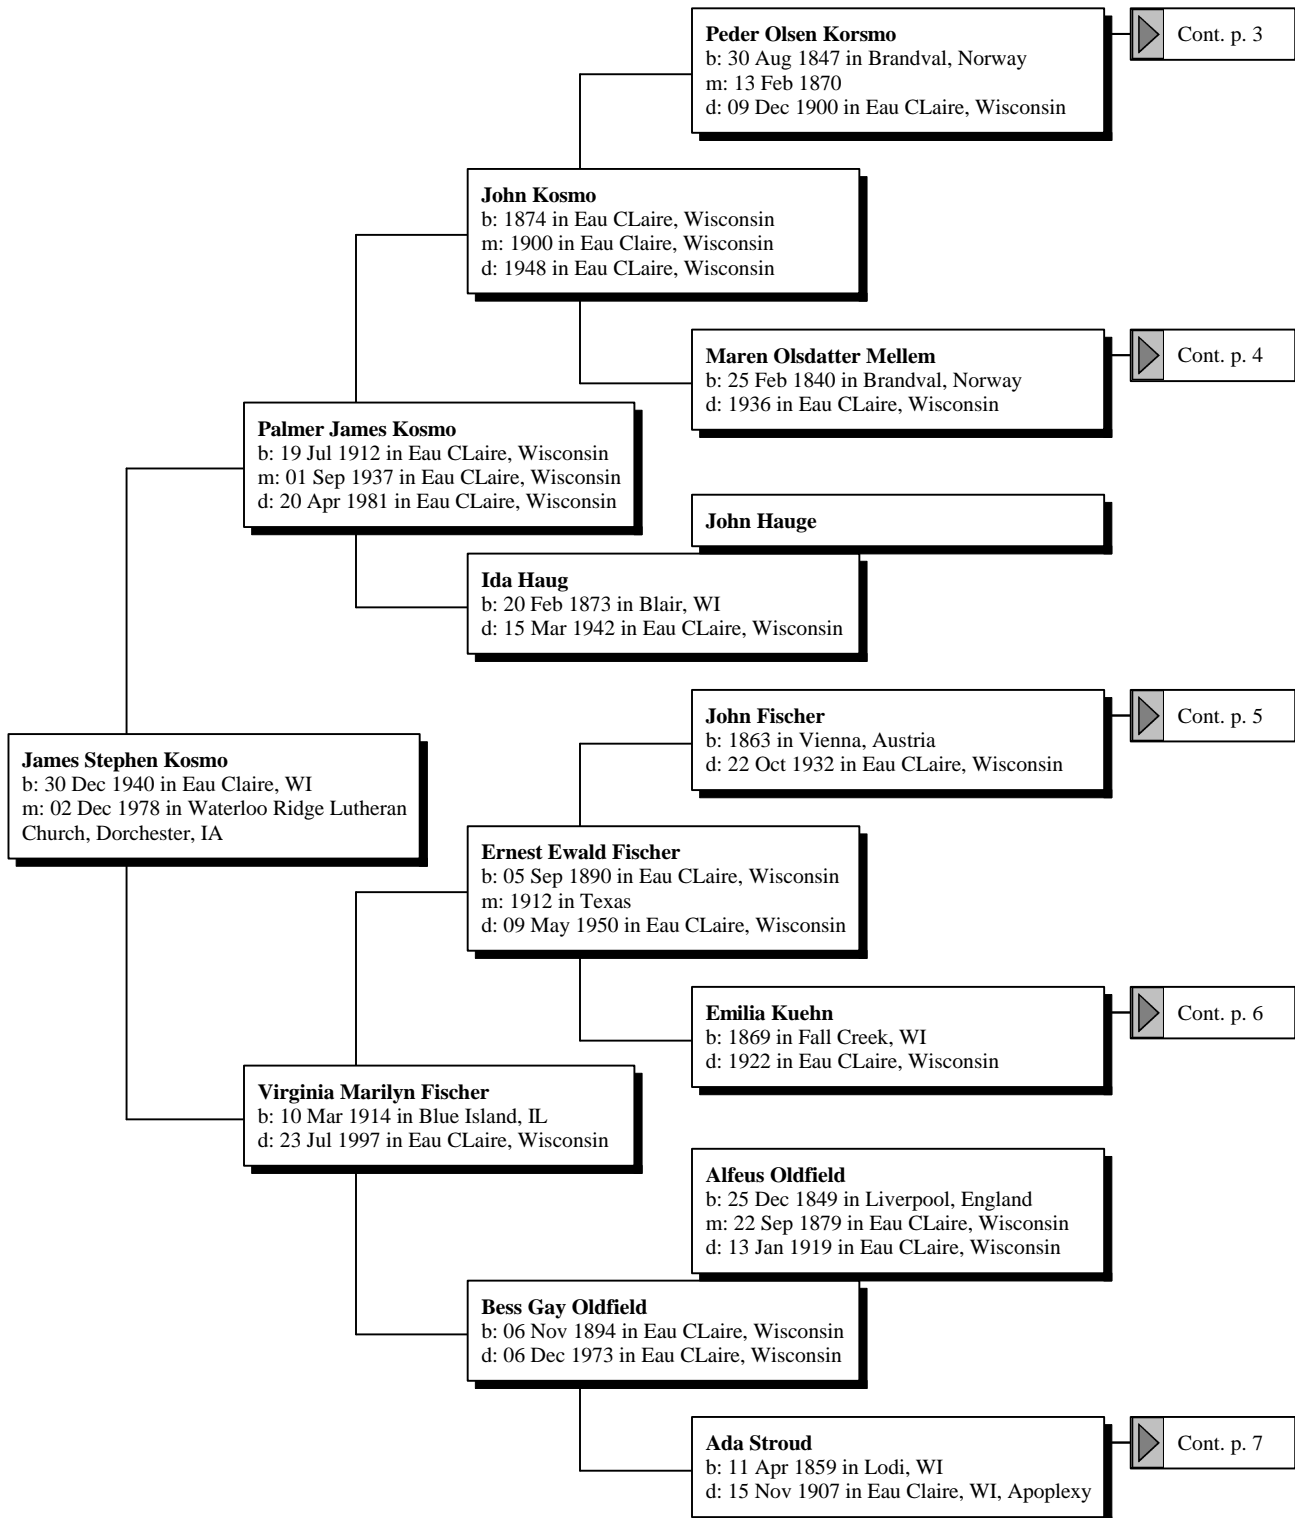 Peder Olsen Korsmo
b: 30 Aug 1847 in Brandval, Norway
m: 13 Feb 1870
d: 09 Dec 1900 in Eau CLaire, Wisconsin
Cont. p. 3
John Kosmo
b: 1874 in Eau CLaire, Wisconsin
m: 1900 in Eau Claire, Wisconsin
d: 1948 in Eau CLaire, Wisconsin
Maren Olsdatter Mellem
b: 25 Feb 1840 in Brandval, Norway
d: 1936 in Eau CLaire, Wisconsin
Cont. p. 4
Palmer James Kosmo
b: 19 Jul 1912 in Eau CLaire, Wisconsin
m: 01 Sep 1937 in Eau CLaire, Wisconsin
d: 20 Apr 1981 in Eau CLaire, Wisconsin
John Hauge
Ida Haug
b: 20 Feb 1873 in Blair, WI
d: 15 Mar 1942 in Eau CLaire, Wisconsin
John Fischer
b: 1863 in Vienna, Austria
d: 22 Oct 1932 in Eau CLaire, Wisconsin
Cont. p. 5
James Stephen Kosmo
b: 30 Dec 1940 in Eau Claire, WI
m: 02 Dec 1978 in Waterloo Ridge Lutheran
Church, Dorchester, IA
Ernest Ewald Fischer
b: 05 Sep 1890 in Eau CLaire, Wisconsin
m: 1912 in Texas
d: 09 May 1950 in Eau CLaire, Wisconsin
Emilia Kuehn
b: 1869 in Fall Creek, WI
d: 1922 in Eau CLaire, Wisconsin
Cont. p. 6
Virginia Marilyn Fischer
b: 10 Mar 1914 in Blue Island, IL
d: 23 Jul 1997 in Eau CLaire, Wisconsin
Alfeus Oldfield
b: 25 Dec 1849 in Liverpool, England
m: 22 Sep 1879 in Eau CLaire, Wisconsin
d: 13 Jan 1919 in Eau CLaire, Wisconsin
Bess Gay Oldfield
b: 06 Nov 1894 in Eau CLaire, Wisconsin
d: 06 Dec 1973 in Eau CLaire, Wisconsin
Ada Stroud
b: 11 Apr 1859 in Lodi, WI
d: 15 Nov 1907 in Eau Claire, WI, Apoplexy
Cont. p. 7